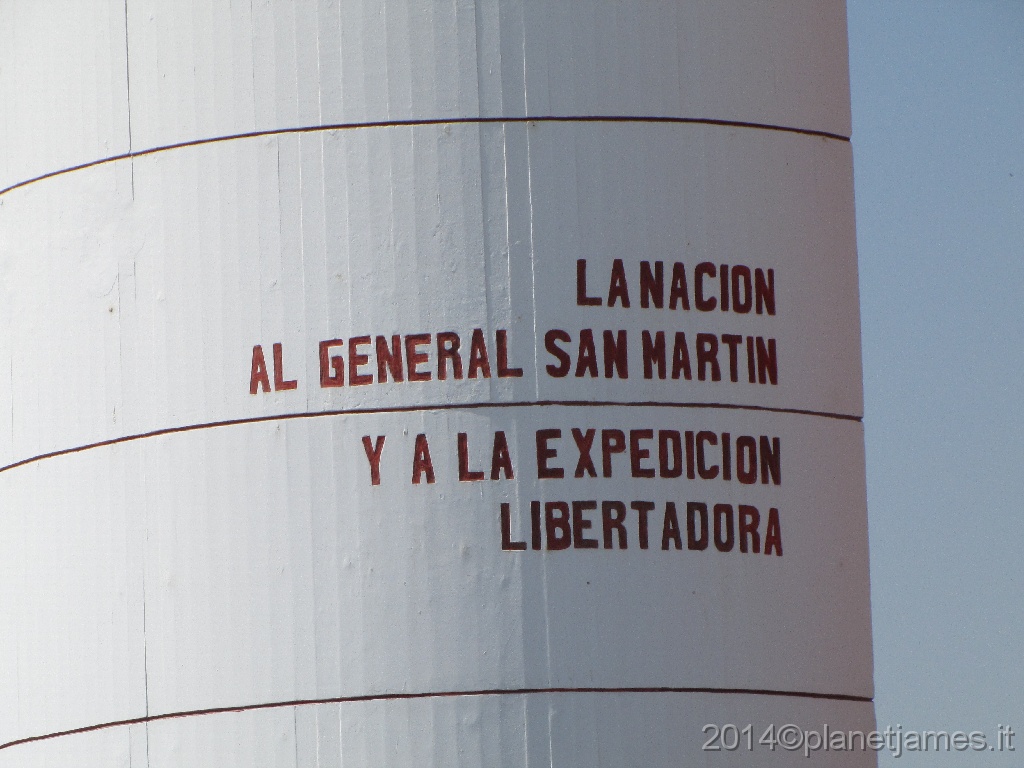 LA NACION
AL GENERAL SAN MARTIN
Y A LA EXPEDICION
LIBERTADORA
2014©planetjames.it